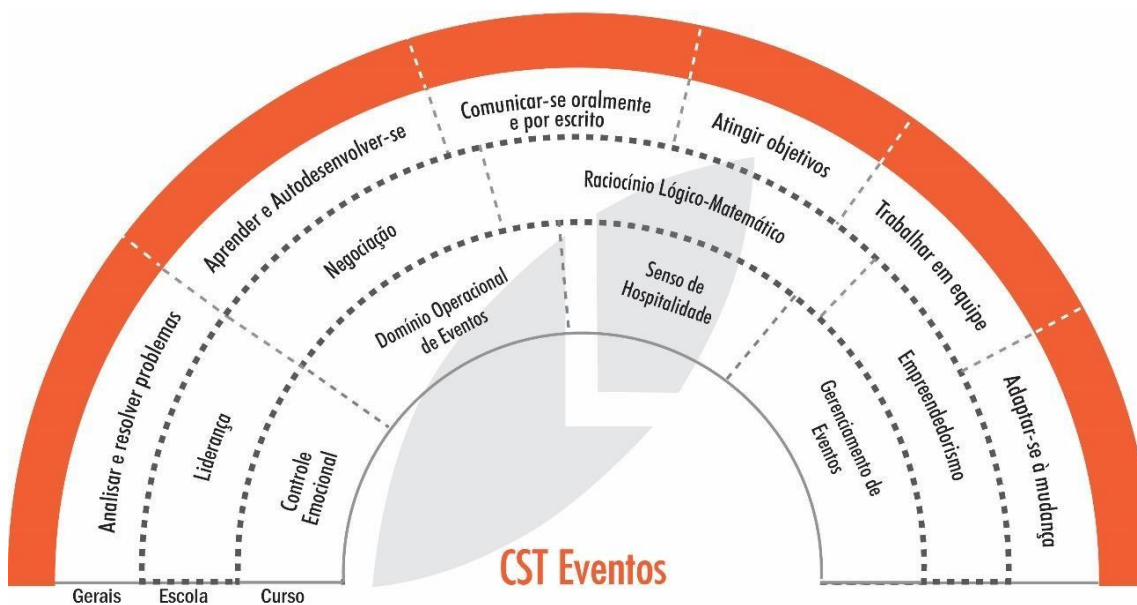 Analisar e resolver problemas
Aprender e Autodesenvolver-se
Comunicar-se oralmente
e por escrito
Atingir objetivos
Trabalhar em equipe
Adaptar-se à mudança
Liderança
Negociação
Raciocínio Lógico-Matemático
Empreendedorismo
Controle
Emocional
Domínio Operacional
de Eventos
Senso de
Hospitalidade
Gerenciamento de
Eventos
CST Eventos
Gerais
Escola
Curso